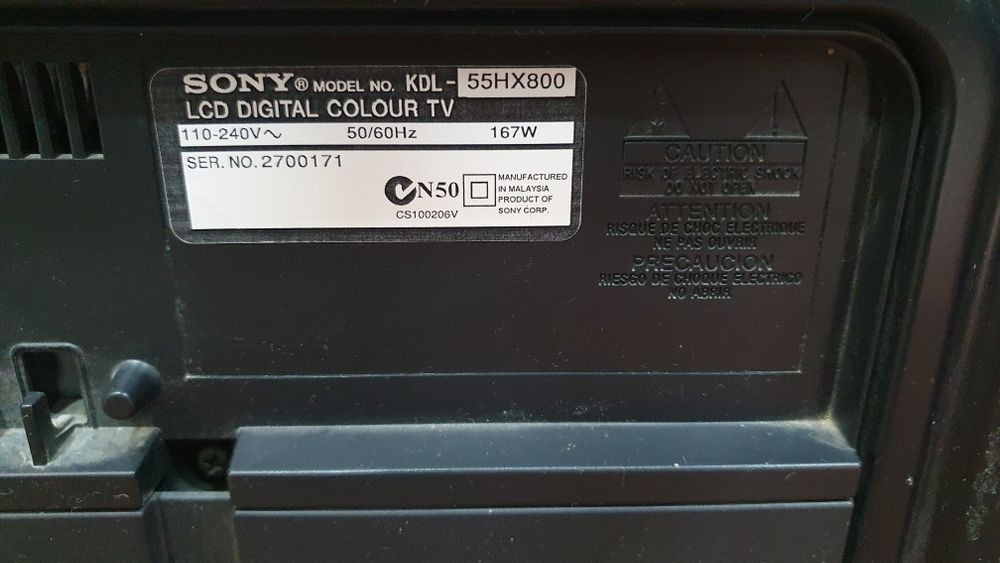 SONY® MODEL NO. KDL-55HX800
LCD DIGITAL COLOUR TV
110-240V~ 50/60Hz 167W
SER. NO. 2700171
N50
CS100206V
MANUFACTURED
IN MALAYSIA
PRODUCT OF
SONY CORP.
CAUTION
RISK OF ELECTRIC SHOCK
DO NOT OPEN
ATTENTION
RISQUE DE CHOC ELECTRIQUE
NE PAS OUVRIR
PRECAUCION
RIESGO DE CHOQUE ELECTRICO
NO ABRIR